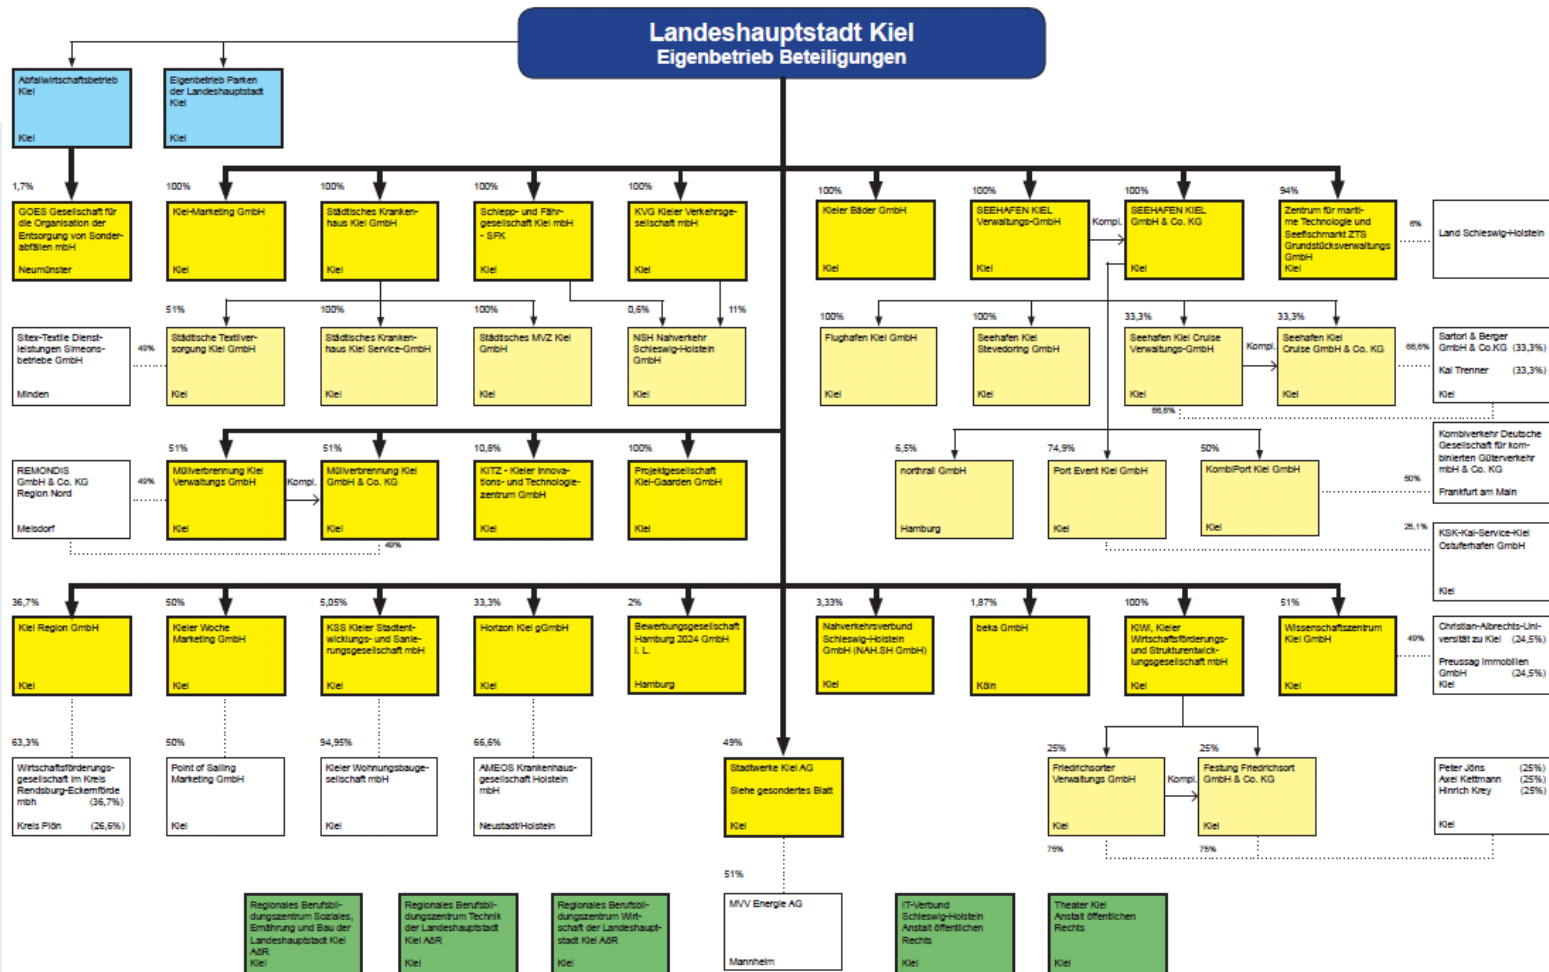 Landeshauptstadt Kiel
Eigenbetrieb Beteiligungen
Abfallwirtschaftsbetrieb
Kiel
Kiel
Eigenbetrieb Parken
der Landeshauptstadt
Kiel
Kiel
1,7%
GOES Gesellschaft für
die Organisation der
Entsorgung von Sonder-
abfällen mbH
Neumünster
100%
Kiel-Marketing GmbH
Kiel
100%
Städtisches Kranken-
haus Kiel GmbH
Kiel
100%
Schlepp- und Fähr-
gesellschaft Kiel mbH
- SFK
Kiel
100%
KVG Kieler Verkehrsge-
sellschaft mbH
Kiel
100%
Kieler Bäder GmbH
Kiel
100%
SEEHAFEN KIEL
Verwaltungs-GmbH
Kiel
Kompl.
100%
SEEHAFEN KIEL
GmbH & Co. KG
Kiel
94%
Zentrum für mariti-
me Technologie und
Seefischmarkt ZTS
Grundstücksverwaltungs
GmbH
Kiel
6%
Land Schleswig-Holstein
Sitex-Textile Dienst-
leistungen Simeons-
betriebe GmbH
Minden
49%
51%
Städtische Textilver-
sorgung Kiel GmbH
Kiel
100%
Städtisches Kranken-
haus Kiel Service-GmbH
Kiel
100%
Städtisches MVZ Kiel
GmbH
Kiel
0,6%
11%
NSH Nahverkehr
Schleswig-Holstein
GmbH
Kiel
100%
Flughafen Kiel GmbH
Kiel
100%
Seehafen Kiel
Stevedoring GmbH
Kiel
33,3%
Seehafen Kiel Cruise
Verwaltungs-GmbH
Kiel
Kompl.
33,3%
Seehafen Kiel
Cruise GmbH & Co. KG
Kiel
66,6%
Sartori & Berger
GmbH & Co.KG (33,3%)
Kai Trenner (33,3%)
Kiel
66,6%
REMONDIS
GmbH & Co. KG
Region Nord
Melsdorf
49%
51%
Müllverbrennung Kiel
Verwaltungs GmbH
Kiel
Kompl.
51%
Müllverbrennung Kiel
GmbH & Co. KG
Kiel
49%
10,8%
KITZ - Kieler Innova-
tions- und Technologie-
zentrum GmbH
Kiel
100%
Projektgesellschaft
Kiel-Gaarden GmbH
Kiel
6,5%
northrail GmbH
Hamburg
74,9%
Port Event Kiel GmbH
Kiel
50%
KombiPort Kiel GmbH
Kiel
50%
Kombiverkehr Deutsche
Gesellschaft für kom-
binierten Güterverkehr
mbH & Co. KG
Frankfurt am Main
25,1%
KSK-Kai-Service-Kiel
Ostuferhafen GmbH
Kiel
36,7%
Kiel Region GmbH
Kiel
50%
Kieler Woche
Marketing GmbH
Kiel
5,05%
KSS Kieler Stadtent-
wicklungs- und Sanie-
rungsgesellschaft mbH
Kiel
33,3%
Horizon Kiel gGmbH
Kiel
2%
Bewerbungsgesellschaft
Hamburg 2024 GmbH
i. L.
Hamburg
3,33%
Nahverkehrsverbund
Schleswig-Holstein
GmbH (NAH.SH GmbH)
Kiel
1,87%
beka GmbH
Köln
100%
KiWi, Kieler
Wirtschaftsförderungs-
und Strukturentwick-
lungsgesellschaft mbH
Kiel
51%
Wissenschaftszentrum
Kiel GmbH
Kiel
49%
Christian-Albrechts-Uni-
versität zu Kiel (24,5%)
Preussag Immobilien
GmbH (24,5%)
Kiel
63,3%
Wirtschaftsförderungs-
gesellschaft im Kreis
Rendsburg-Eckernförde
mbh (36,7%)
Kreis Plön (26,6%)
50%
Point of Sailing
Marketing GmbH
Kiel
94,95%
Kieler Wohnungsbauge-
sellschaft mbH
Kiel
66,6%
AMEOS Krankenhaus-
gesellschaft Holstein
mbH
Neustadt/Holstein
49%
Stadtwerke Kiel AG
Siehe gesondertes Blatt
Kiel
25%
Friedrichsorter
Verwaltungs GmbH
Kiel
75%
Kompl.
25%
Festung Friedrichsort
GmbH & Co. KG
Kiel
75%
Peter Jöns (25%)
Axel Kettmann (25%)
Hinrich Krey (25%)
Kiel
51%
MVV Energie AG
Mannheim
Regionales Berufsbil-
dungszentrum Soziales,
Ernährung und Bau der
Landeshauptstadt Kiel
AöR
Kiel
Regionales Berufsbil-
dungszentrum Technik
der Landeshauptstadt
Kiel AöR
Kiel
Regionales Berufsbil-
dungszentrum Wirt-
schaft der Landeshaupt-
stadt Kiel AöR
Kiel
IT-Verbund
Schleswig-Holstein
Anstalt öffentlichen
Rechts
Kiel
Theater Kiel
Anstalt öffentlichen
Rechts
Kiel